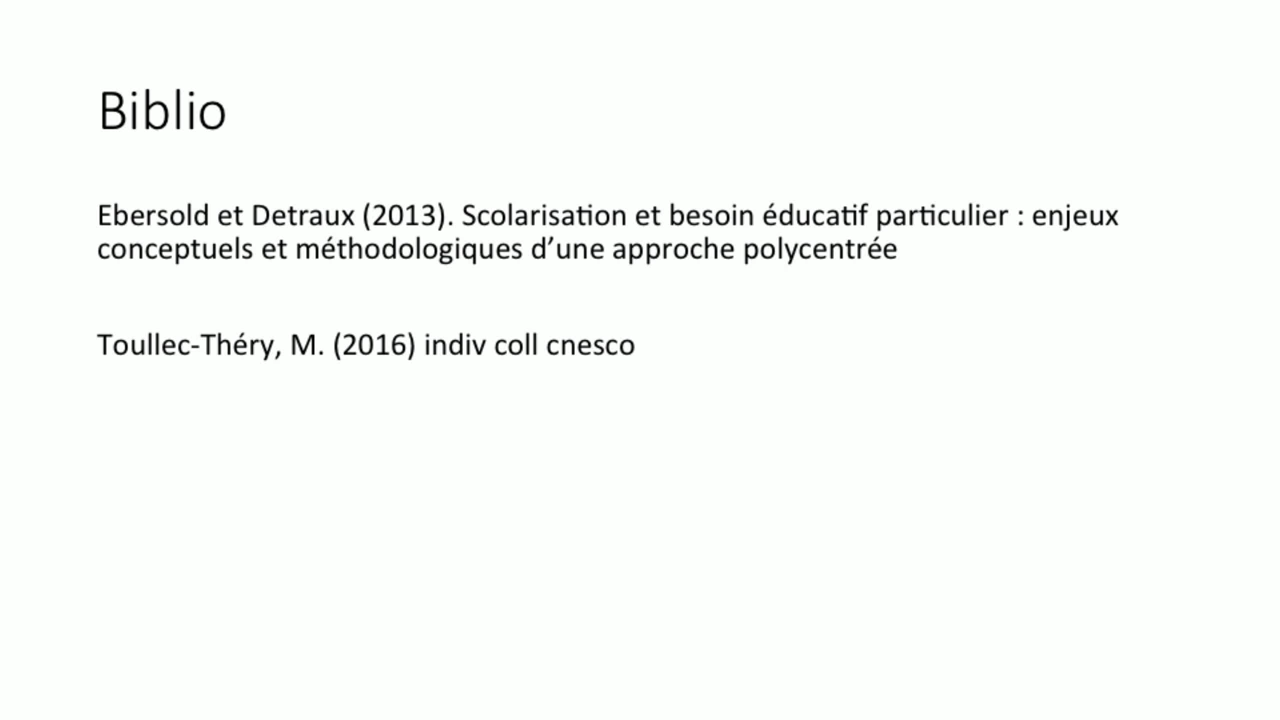 Biblio
Ebersold et Detraux (2013). Scolarisation et besoin éducatif particulier : enjeux
conceptuels et méthodologiques d’une approche polycentrée
Toullec-Théry, M. (2016) indiv coll cnesco